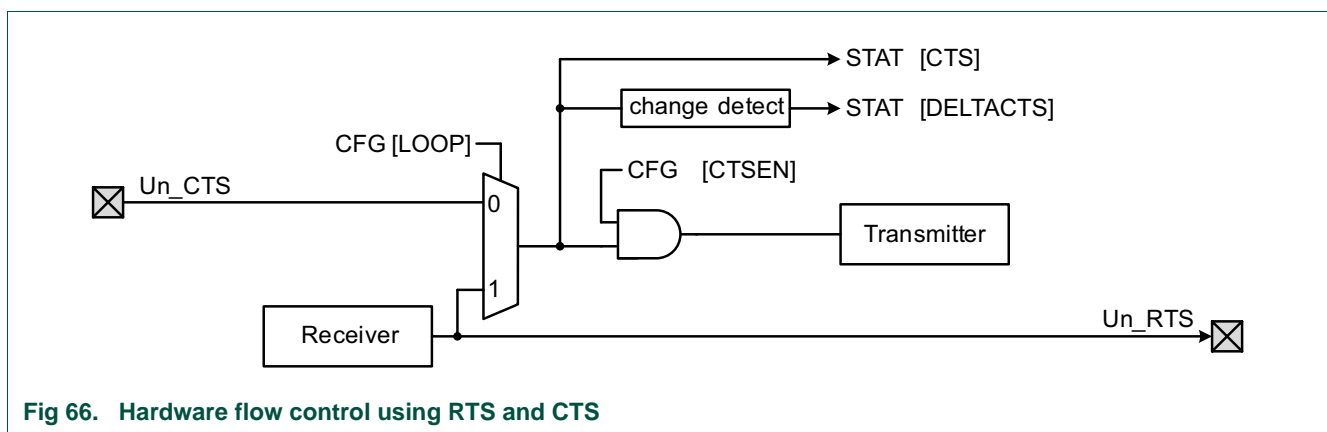 STAT [CTS]
change detect
STAT [DELTACTS]
CFG [LOOP]
CFG [CTSEN]
Un_CTS
0
Transmitter
1
Receiver
Un_RTS
Fig 66. Hardware flow control using RTS and CTS